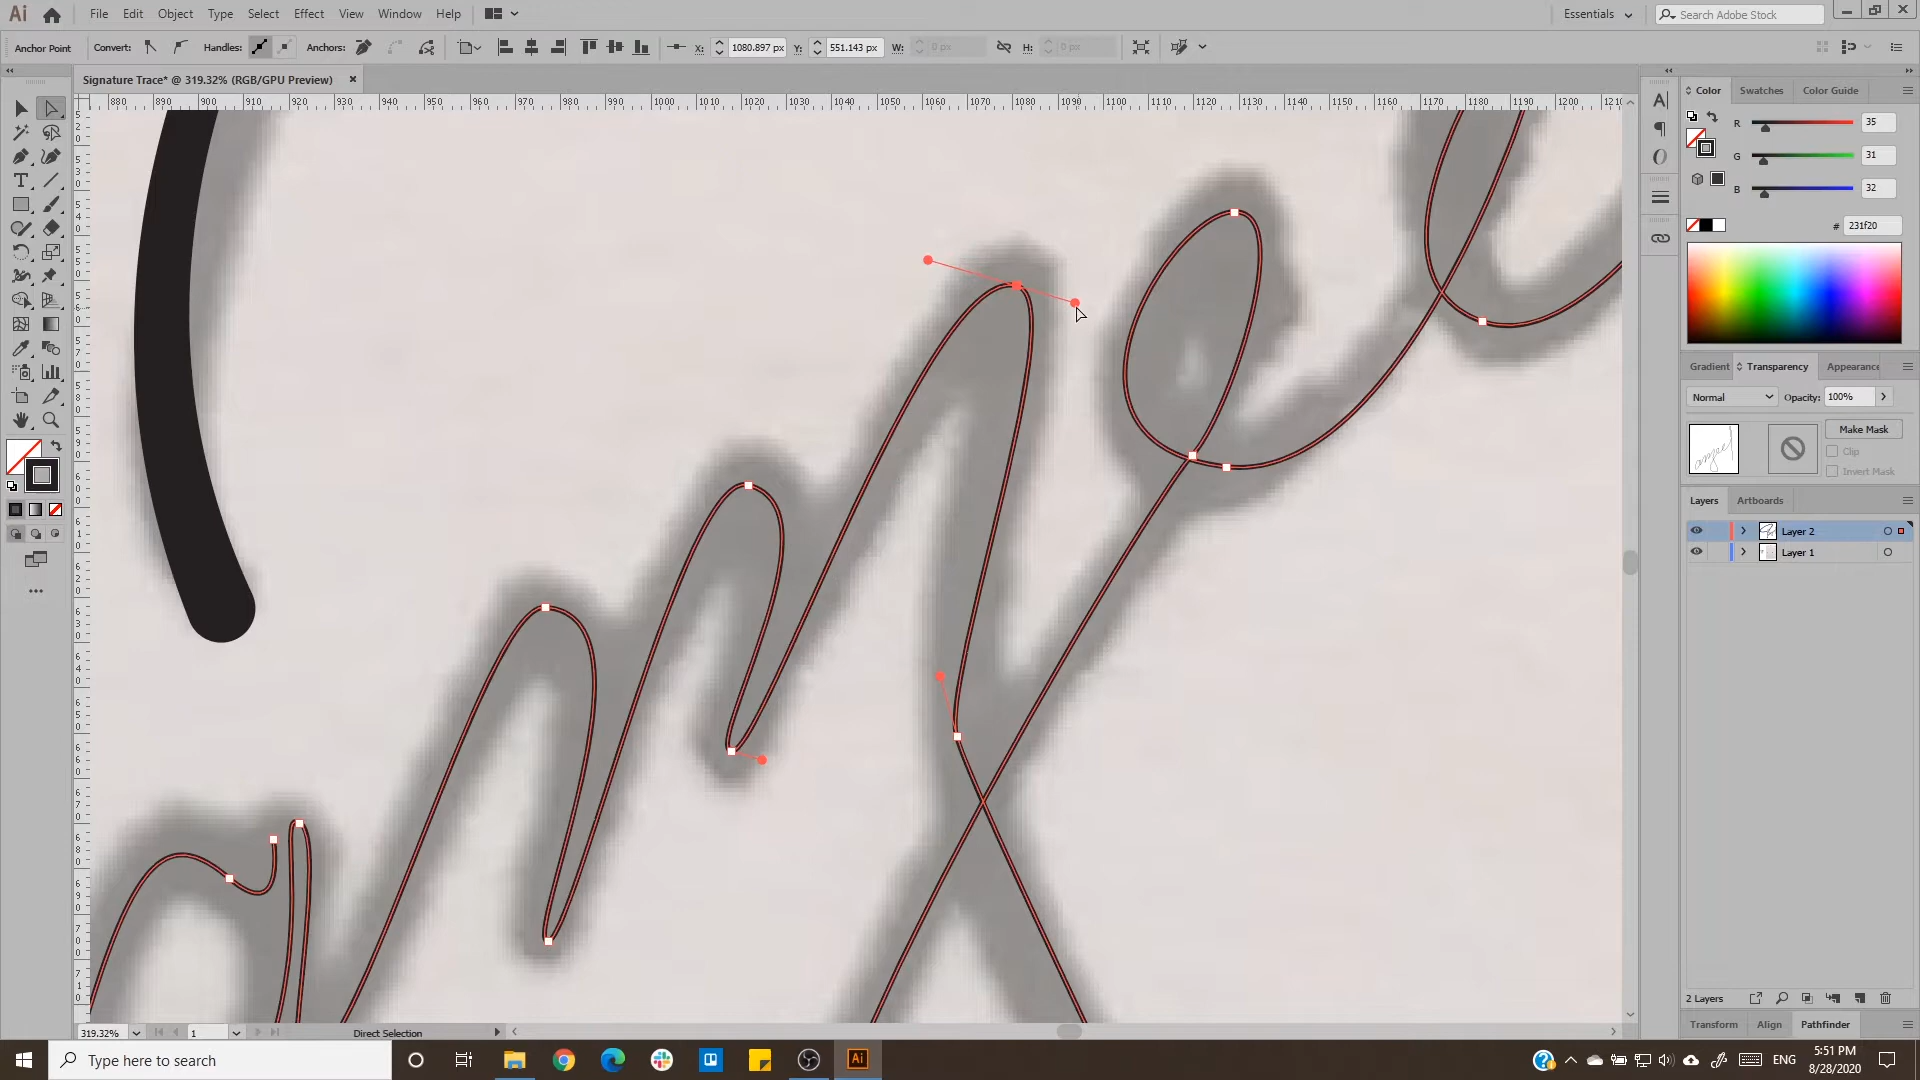 Ai File Edit Object Type Select Effect View Window Help Essentials Search Adobe Stock
Anchor Point Convert: Handles: Anchors: X: 1080.897 px Y: 551.143 px W: 0 px H: 0 px
Signature Trace* @ 319.32% (RGB/GPU Preview)
880 890 900 910 920 930 940 950 960 970 980 990 1000 1010 1020 1030 1040 1050 1060 1070 1080 1090 1100 1110 1120 1130 1140 1150 1160 1170 1180 1190 1200
Color Swatches Color Guide
R 35
G 31
B 32
# 231f20
Gradient Transparency Appearance
Normal Opacity: 100%
Make Mask
Clip
Invert Mask
Layers Artboards
Layer 2
Layer 1
2 Layers
Transform Align Pathfinder
319.32% 1 Direct Selection
Type here to search
Ai
ENG
5:51 PM
8/28/2020